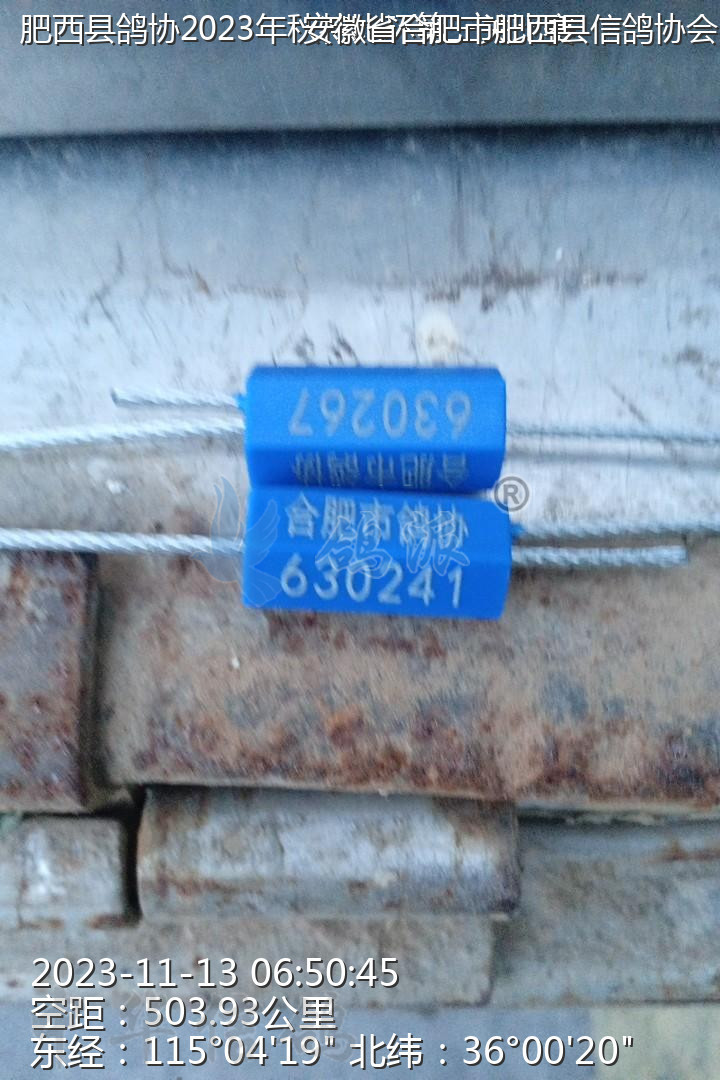 肥西县鸽协2023年秋
安徽省合肥市肥西县信鸽协会
630267
合肥市鸽协
合肥市鸽协
鸽派®
630241
2023-11-13 06:50:45
空距：503.93公里
东经：115°04'19" 北纬：36°00'20"